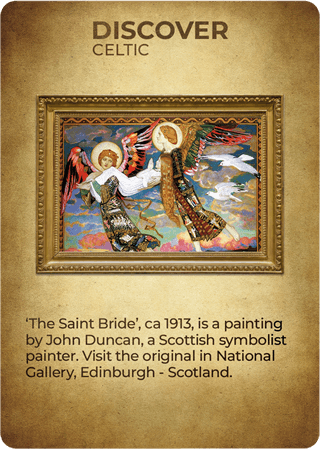 DISCOVER
CELTIC
‘The Saint Bride’, ca 1913, is a painting
by John Duncan, a Scottish symbolist
painter. Visit the original in National
Gallery, Edinburgh - Scotland.